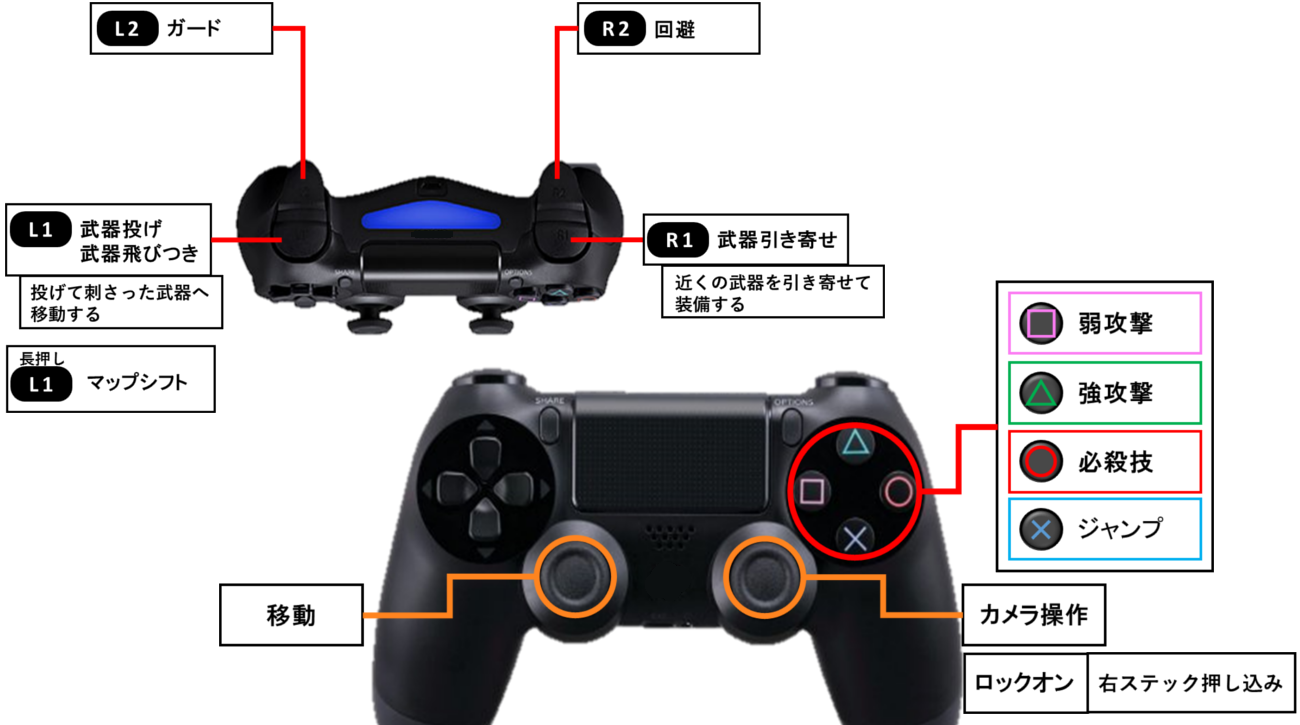 L2 ガード
R2 回避
L1 武器投げ
武器飛びつき
投げて刺さった武器へ
移動する
R1 武器引き寄せ
近くの武器を引き寄せて
装備する
長押し
L1 マップシフト
SHARE
OPTIONS
SHARE
OPTIONS
弱攻撃
強攻撃
必殺技
ジャンプ
移動
カメラ操作
ロックオン 右ステック押し込み